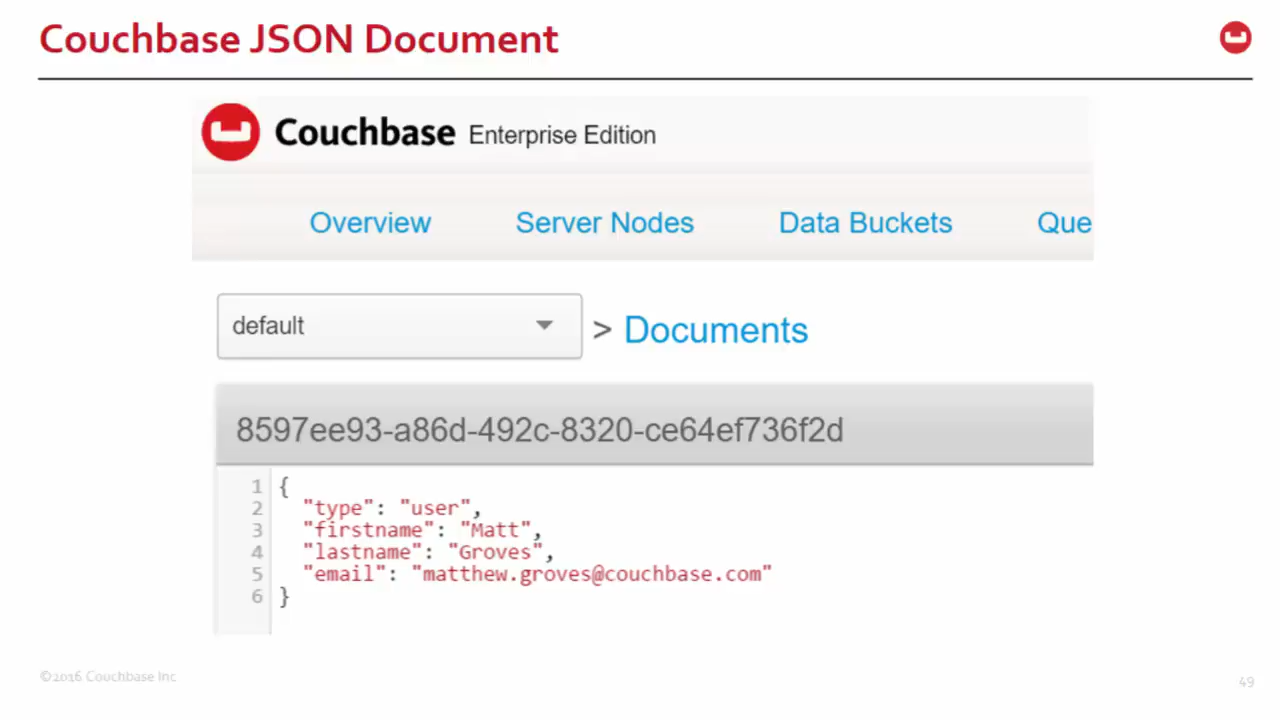 Couchbase JSON Document
Couchbase Enterprise Edition
Overview Server Nodes Data Buckets Que
default > Documents
8597ee93-a86d-492c-8320-ce64ef736f2d
1 {
2 "type": "user",
3 "firstname": "Matt",
4 "lastname": "Groves",
5 "email": "matthew.groves@couchbase.com"
6 }
©2016 Couchbase Inc
49